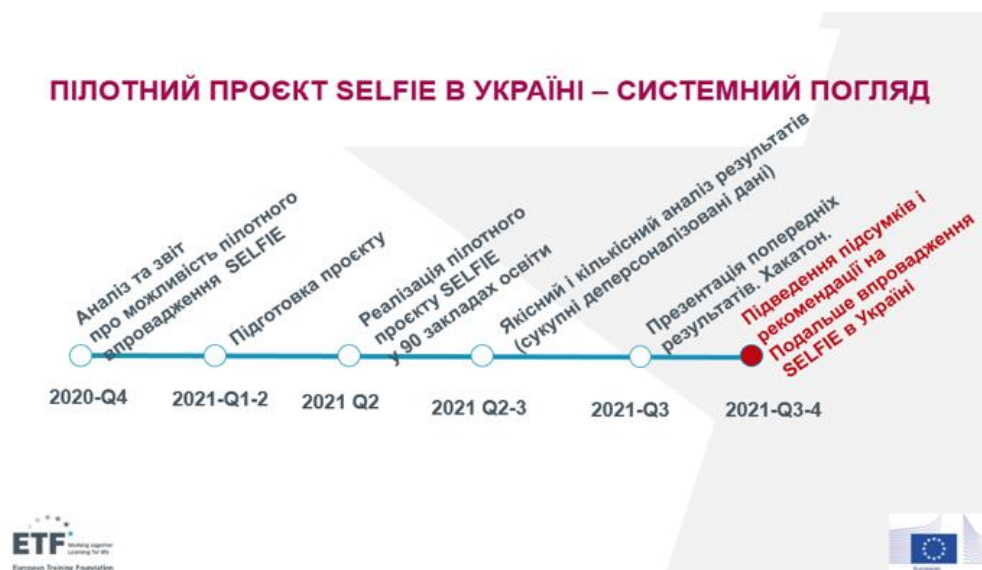 ПІЛОТНИЙ ПРОЄКТ SELFIE В УКРАЇНІ – СИСТЕМНИЙ ПОГЛЯД
Аналіз та звіт
про можливість пілотного
впровадження SELFIE
Підготовка проєкту
Реалізація пілотного
проєкту SELFIE
у 90 закладах освіти
Якісний і кількісний аналіз результатів
(сукупні деперсоналізовані дані)
Презентація попередніх
результатів. Хакатон.
Підведення підсумків і
рекомендації на
Подальше впровадження
SELFIE в Україні
2020-Q4
2021-Q1-2
2021 Q2
2021 Q2-3
2021-Q3
2021-Q3-4
ETF
Working together
Learning for life
European Training Foundation
European